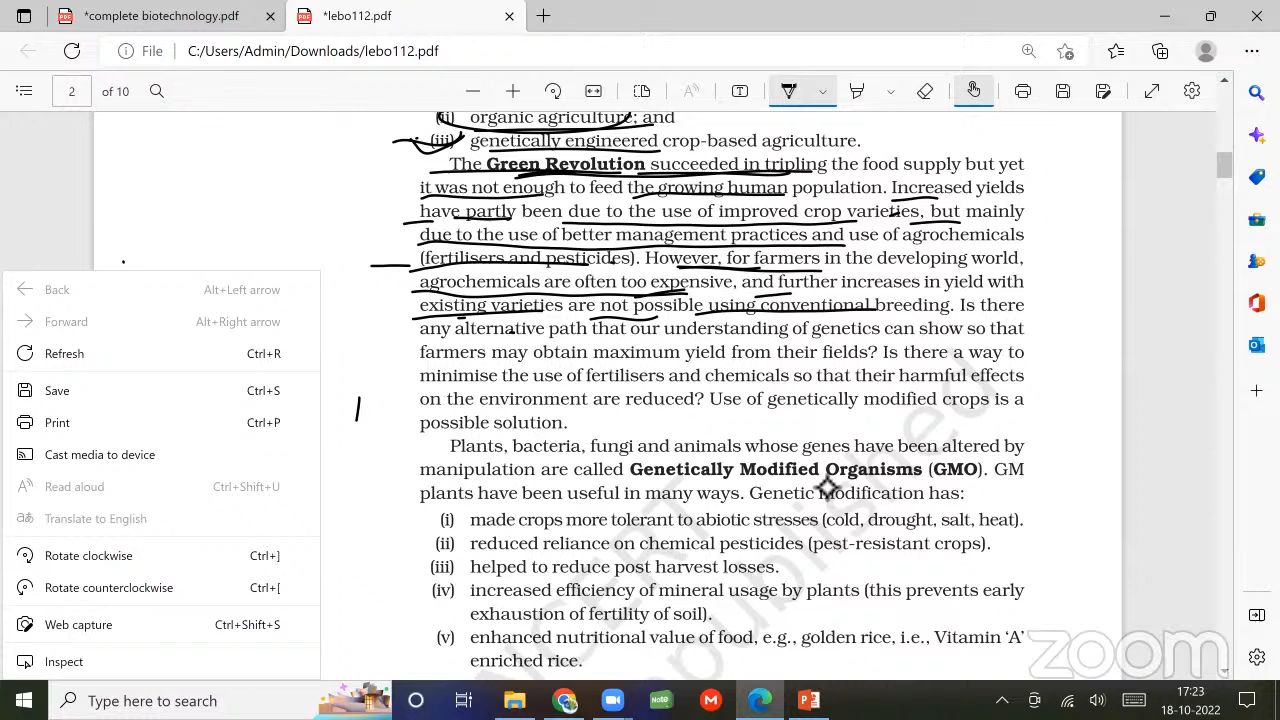 *complete biotechnology.pdf
*lebo112.pdf
File C:/Users/Admin/Downloads/lebo112.pdf
2 of 10
(ii) organic agriculture; and
(iii) genetically engineered crop-based agriculture.
The Green Revolution succeeded in tripling the food supply but yet
it was not enough to feed the growing human population. Increased yields
have partly been due to the use of improved crop varieties, but mainly
due to the use of better management practices and use of agrochemicals
(fertilisers and pesticides). However, for farmers in the developing world,
agrochemicals are often too expensive, and further increases in yield with
existing varieties are not possible using conventional breeding. Is there
any alternative path that our understanding of genetics can show so that
farmers may obtain maximum yield from their fields? Is there a way to
minimise the use of fertilisers and chemicals so that their harmful effects
on the environment are reduced? Use of genetically modified crops is a
possible solution.
Plants, bacteria, fungi and animals whose genes have been altered by
manipulation are called Genetically Modified Organisms (GMO). GM
plants have been useful in many ways. Genetic modification has:
(i) made crops more tolerant to abiotic stresses (cold, drought, salt, heat).
(ii) reduced reliance on chemical pesticides (pest-resistant crops).
(iii) helped to reduce post harvest losses.
(iv) increased efficiency of mineral usage by plants (this prevents early
exhaustion of fertility of soil).
(v) enhanced nutritional value of food, e.g., golden rice, i.e., Vitamin ‘A’
enriched rice.
Back Alt+Left arrow
Forward Alt+Right arrow
Refresh Ctrl+R
Save Ctrl+S
Print Ctrl+P
Cast media to device
Read aloud Ctrl+Shift+U
Translate to English
Rotate clockwise Ctrl+]
Rotate counterclockwise Ctrl+[
Web capture Ctrl+Shift+S
Inspect
zoom
Type here to search
Note
17:23
18-10-2022